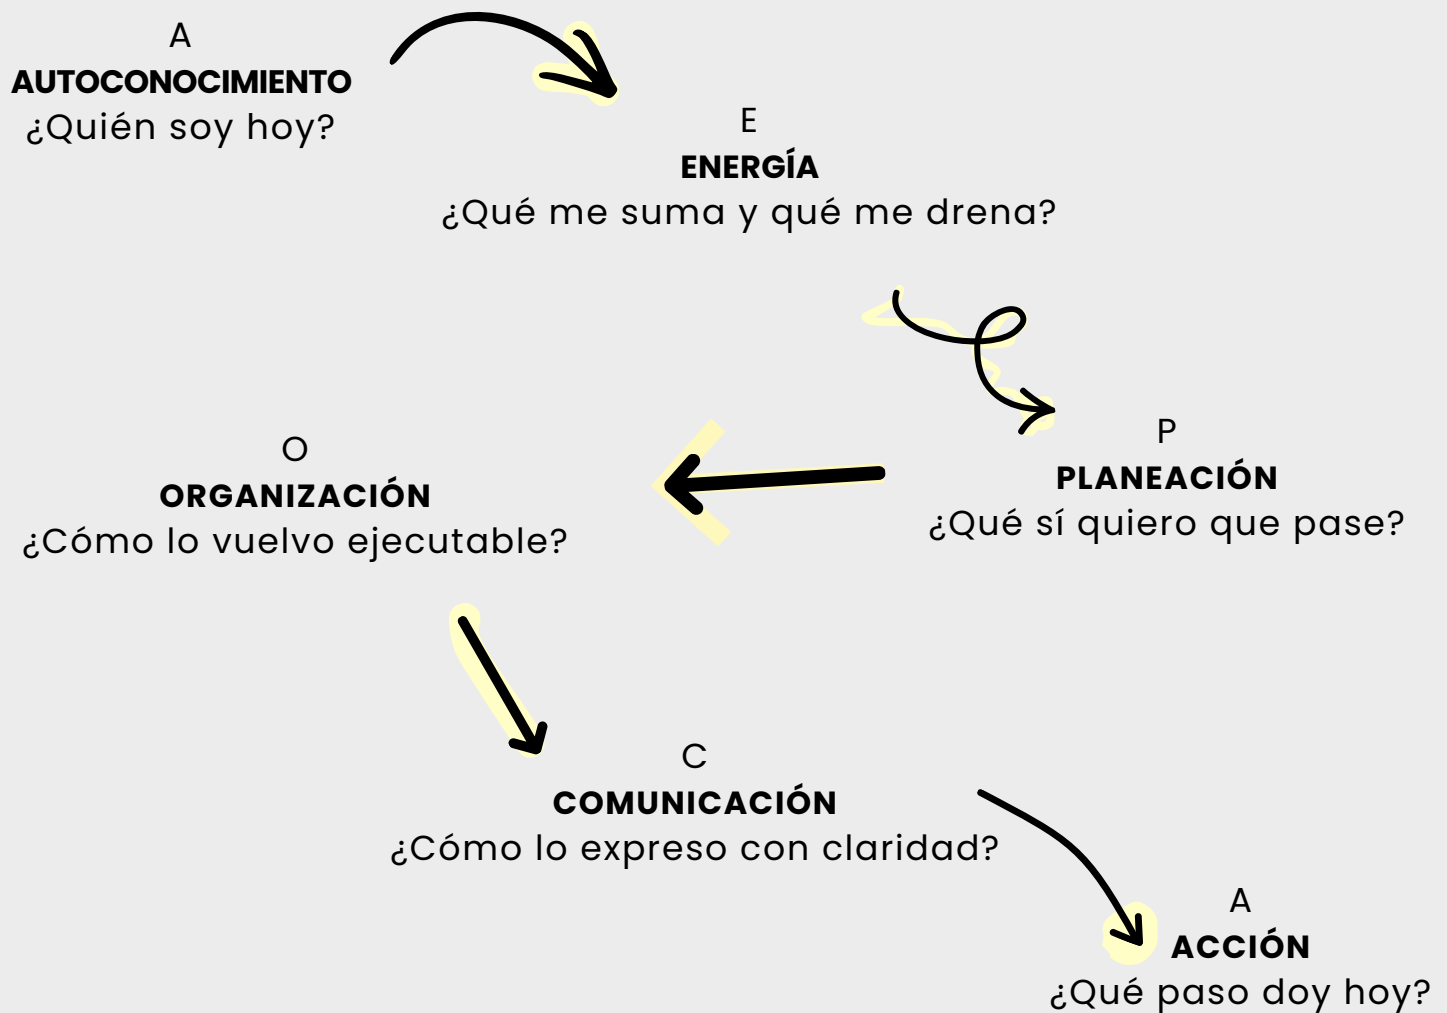 A
AUTOCONOCIMIENTO
¿Quién soy hoy?
E
ENERGÍA
¿Qué me suma y qué me drena?
P
PLANEACIÓN
¿Qué sí quiero que pase?
O
ORGANIZACIÓN
¿Cómo lo vuelvo ejecutable?
C
COMUNICACIÓN
¿Cómo lo expreso con claridad?
A
ACCIÓN
¿Qué paso doy hoy?